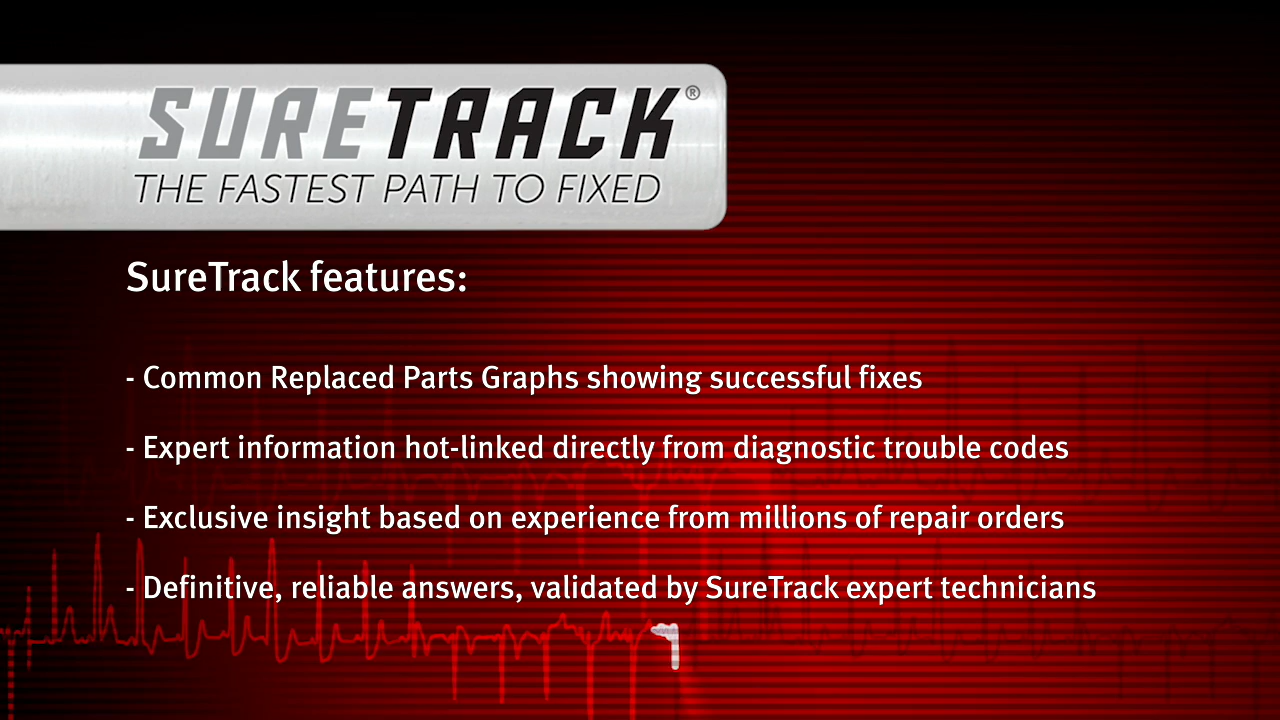 SURETRACK®
THE FASTEST PATH TO FIXED
SureTrack features:
- Common Replaced Parts Graphs showing successful fixes
- Expert information hot-linked directly from diagnostic trouble codes
- Exclusive insight based on experience from millions of repair orders
- Definitive, reliable answers, validated by SureTrack expert technicians